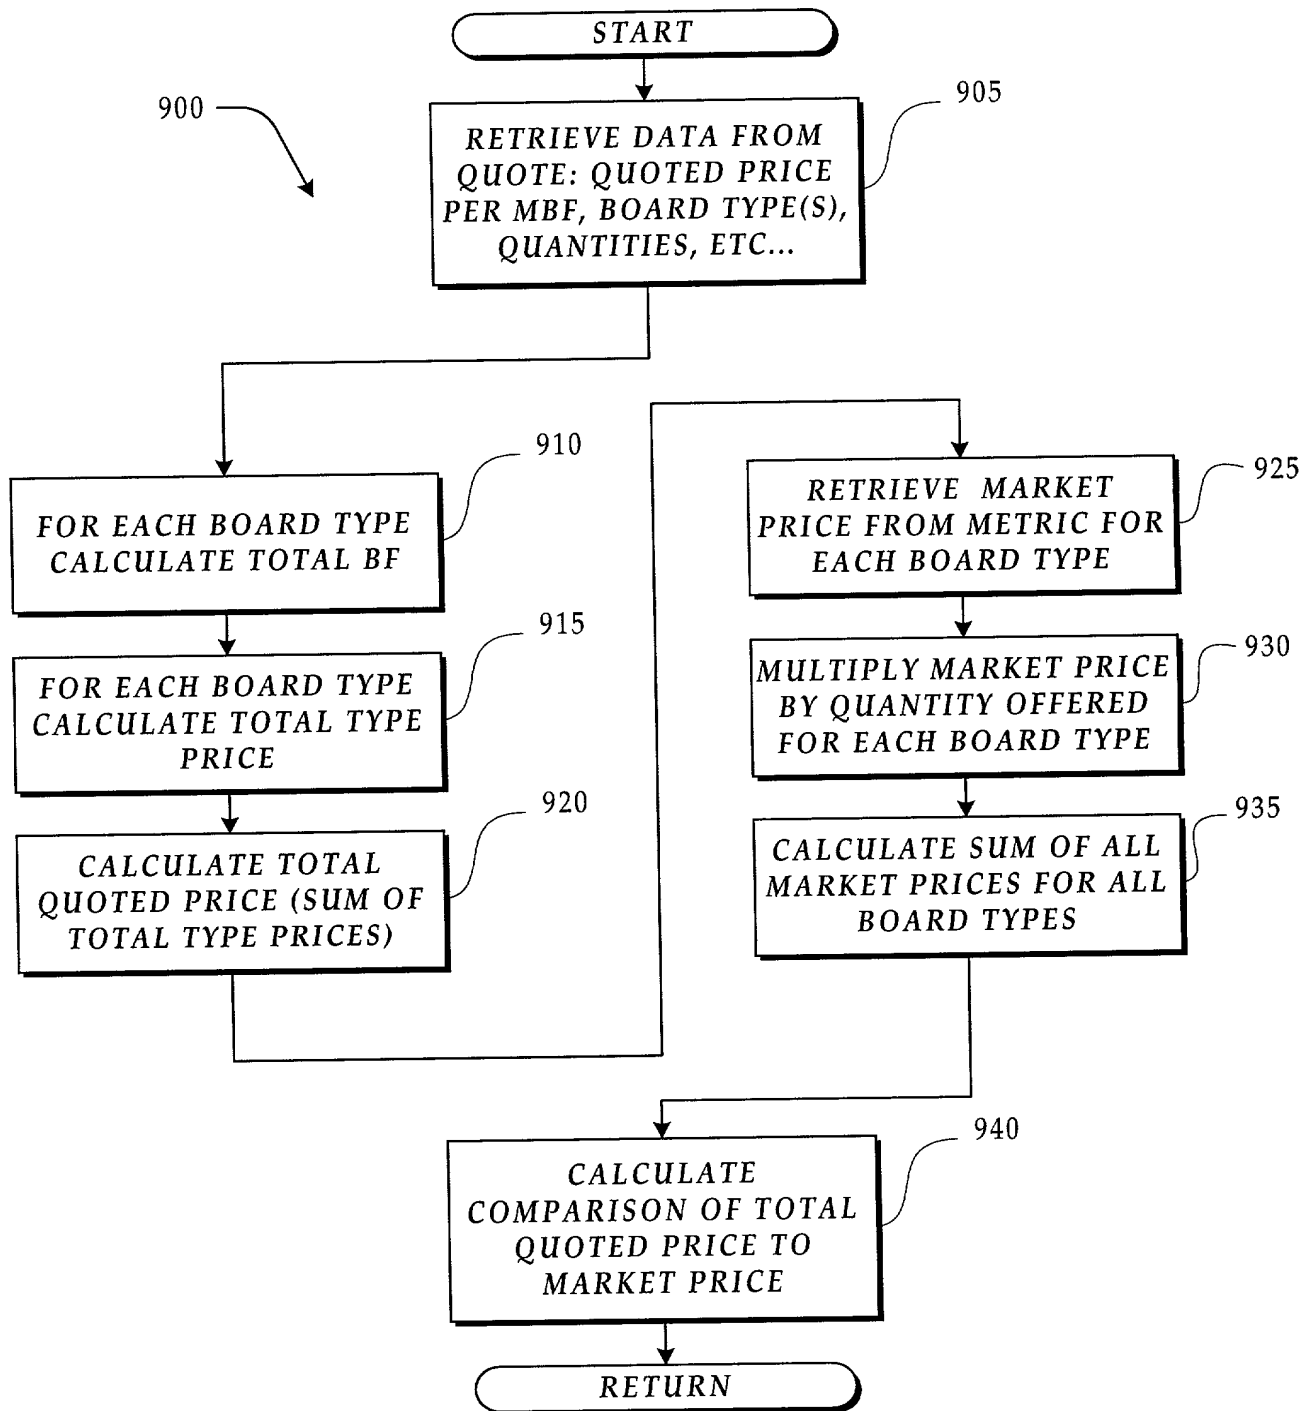 START
900
905
RETRIEVE DATA FROM
QUOTE: QUOTED PRICE
PER MBF, BOARD TYPE(S),
QUANTITIES, ETC...
910
FOR EACH BOARD TYPE
CALCULATE TOTAL BF
915
FOR EACH BOARD TYPE
CALCULATE TOTAL TYPE
PRICE
920
CALCULATE TOTAL
QUOTED PRICE (SUM OF
TOTAL TYPE PRICES)
925
RETRIEVE MARKET
PRICE FROM METRIC FOR
EACH BOARD TYPE
930
MULTIPLY MARKET PRICE
BY QUANTITY OFFERED
FOR EACH BOARD TYPE
935
CALCULATE SUM OF ALL
MARKET PRICES FOR ALL
BOARD TYPES
940
CALCULATE
COMPARISON OF TOTAL
QUOTED PRICE TO
MARKET PRICE
RETURN